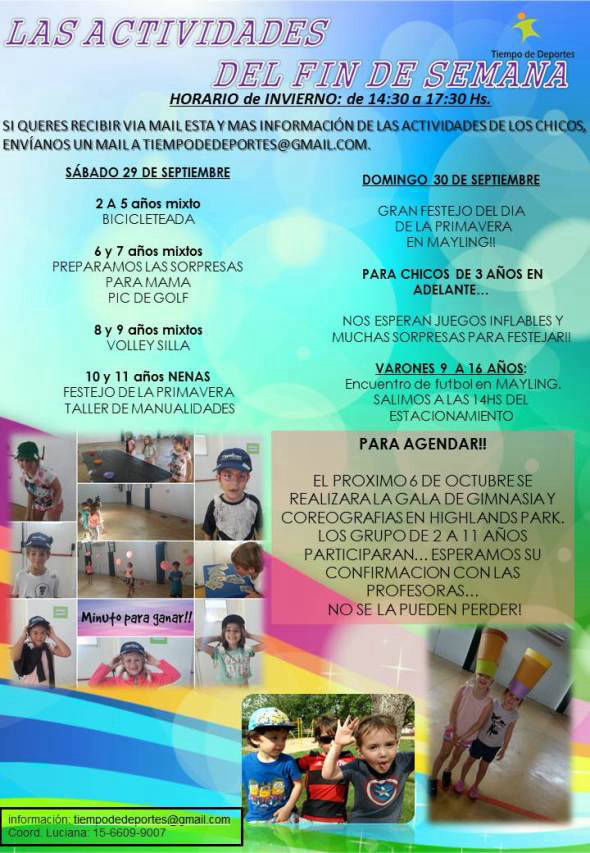 LAS ACTIVIDADES
DEL FIN DE SEMANA
Tiempo de Deportes
HORARIO de INVIERNO: de 14:30 a 17:30 Hs.
SI QUERES RECIBIR VIA MAIL ESTA Y MAS INFORMACIÓN DE LAS ACTIVIDADES DE LOS CHICOS,
ENVÍANOS UN MAIL A TIEMPODEDEPORTES@GMAIL.COM.
SÁBADO 29 DE SEPTIEMBRE
2 A 5 años mixto
BICICLETEADA
6 y 7 años mixtos
PREPARAMOS LAS SORPRESAS
PARA MAMA
PIC DE GOLF
8 y 9 años mixtos
VOLLEY SILLA
10 y 11 años NENAS
FESTEJO DE LA PRIMAVERA
TALLER DE MANUALIDADES
DOMINGO 30 DE SEPTIEMBRE
GRAN FESTEJO DEL DIA
DE LA PRIMAVERA
EN MAYLING!!
PARA CHICOS DE 3 AÑOS EN
ADELANTE...
NOS ESPERAN JUEGOS INFLABLES Y
MUCHAS SORPRESAS PARA FESTEJAR!!
VARONES 9 A 16 AÑOS:
Encuentro de futbol en MAYLING.
SALIMOS A LAS 14HS DEL
ESTACIONAMIENTO
PARA AGENDAR!!
EL PROXIMO 6 DE OCTUBRE SE
REALIZARA LA GALA DE GIMNASIA Y
COREOGRAFIAS EN HIGHLANDS PARK.
LOS GRUPO DE 2 A 11 AÑOS
PARTICIPARAN... ESPERAMOS SU
CONFIRMACION CON LAS
PROFESORAS...
NO SE LA PUEDEN PERDER!
Minuto para ganar!!
información: tiempodedeportes@gmail.com
Coord. Luciana: 15-6609-9007